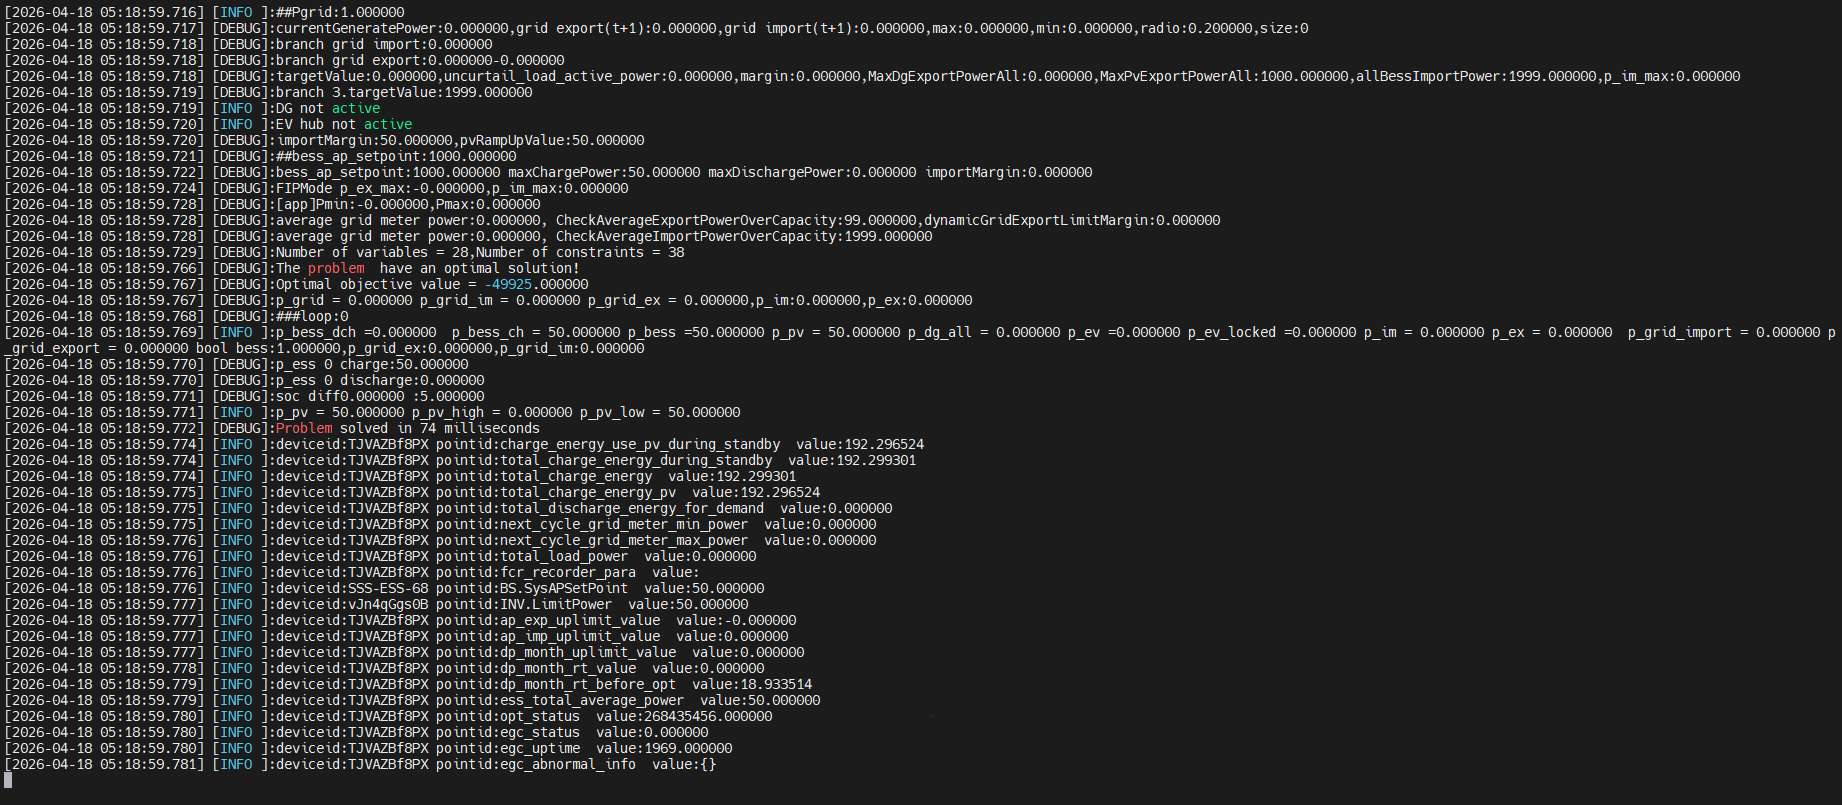 [2026-04-18 05:18:59.716] [INFO ]:##Pgrid:1.000000
[2026-04-18 05:18:59.717] [DEBUG]:currentGeneratePower:0.000000,grid export(t+1):0.000000,grid import(t+1):0.000000,max:0.000000,min:0.000000,radio:0.200000,size:0
[2026-04-18 05:18:59.718] [DEBUG]:branch grid import:0.000000
[2026-04-18 05:18:59.718] [DEBUG]:branch grid export:0.000000-0.000000
[2026-04-18 05:18:59.718] [DEBUG]:targetValue:0.000000,uncurtail_load_active_power:0.000000,margin:0.000000,MaxDgExportPowerAll:0.000000,MaxPvExportPowerAll:1000.000000,allBessImportPower:1999.000000,p_im_max:0.000000
[2026-04-18 05:18:59.719] [DEBUG]:branch 3.targetValue:1999.000000
[2026-04-18 05:18:59.719] [INFO ]:DG not active
[2026-04-18 05:18:59.720] [INFO ]:EV hub not active
[2026-04-18 05:18:59.720] [DEBUG]:importMargin:50.000000,pvRampUpValue:50.000000
[2026-04-18 05:18:59.721] [DEBUG]:##bess_ap_setpoint:1000.000000
[2026-04-18 05:18:59.722] [DEBUG]:bess_ap_setpoint:1000.000000 maxChargePower:50.000000 maxDischargePower:0.000000 importMargin:0.000000
[2026-04-18 05:18:59.724] [DEBUG]:FIPMode p_ex_max:-0.000000,p_im_max:0.000000
[2026-04-18 05:18:59.728] [DEBUG]:[app]Pmin:-0.000000,Pmax:0.000000
[2026-04-18 05:18:59.728] [DEBUG]:average grid meter power:0.000000, CheckAverageExportPowerOverCapacity:99.000000,dynamicGridExportLimitMargin:0.000000
[2026-04-18 05:18:59.728] [DEBUG]:average grid meter power:0.000000, CheckAverageImportPowerOverCapacity:1999.000000
[2026-04-18 05:18:59.729] [DEBUG]:Number of variables = 28,Number of constraints = 38
[2026-04-18 05:18:59.766] [DEBUG]:The problem  have an optimal solution!
[2026-04-18 05:18:59.767] [DEBUG]:Optimal objective value = -49925.000000
[2026-04-18 05:18:59.767] [DEBUG]:p_grid = 0.000000 p_grid_im = 0.000000 p_grid_ex = 0.000000,p_im:0.000000,p_ex:0.000000
[2026-04-18 05:18:59.768] [DEBUG]:###loop:0
[2026-04-18 05:18:59.769] [INFO ]:p_bess_dch =0.000000  p_bess_ch = 50.000000 p_bess =50.000000 p_pv = 50.000000 p_dg_all = 0.000000 p_ev =0.000000 p_ev_locked =0.000000 p_im = 0.000000 p_ex = 0.000000  p_grid_import = 0.000000 p
_grid_export = 0.000000 bool bess:1.000000,p_grid_ex:0.000000,p_grid_im:0.000000
[2026-04-18 05:18:59.770] [DEBUG]:p_ess 0 charge:50.000000
[2026-04-18 05:18:59.770] [DEBUG]:p_ess 0 discharge:0.000000
[2026-04-18 05:18:59.771] [DEBUG]:soc diff0.000000 :5.000000
[2026-04-18 05:18:59.771] [INFO ]:p_pv = 50.000000 p_pv_high = 0.000000 p_pv_low = 50.000000
[2026-04-18 05:18:59.772] [DEBUG]:Problem solved in 74 milliseconds
[2026-04-18 05:18:59.774] [INFO ]:deviceid:TJVAZBf8PX pointid:charge_energy_use_pv_during_standby  value:192.296524
[2026-04-18 05:18:59.774] [INFO ]:deviceid:TJVAZBf8PX pointid:total_charge_energy_during_standby  value:192.299301
[2026-04-18 05:18:59.774] [INFO ]:deviceid:TJVAZBf8PX pointid:total_charge_energy  value:192.299301
[2026-04-18 05:18:59.775] [INFO ]:deviceid:TJVAZBf8PX pointid:total_charge_energy_pv  value:192.296524
[2026-04-18 05:18:59.775] [INFO ]:deviceid:TJVAZBf8PX pointid:total_discharge_energy_for_demand  value:0.000000
[2026-04-18 05:18:59.775] [INFO ]:deviceid:TJVAZBf8PX pointid:next_cycle_grid_meter_min_power  value:0.000000
[2026-04-18 05:18:59.776] [INFO ]:deviceid:TJVAZBf8PX pointid:next_cycle_grid_meter_max_power  value:0.000000
[2026-04-18 05:18:59.776] [INFO ]:deviceid:TJVAZBf8PX pointid:total_load_power  value:0.000000
[2026-04-18 05:18:59.776] [INFO ]:deviceid:TJVAZBf8PX pointid:fcr_recorder_para  value:
[2026-04-18 05:18:59.776] [INFO ]:deviceid:SSS-ESS-68 pointid:BS.SysAPSetPoint  value:50.000000
[2026-04-18 05:18:59.777] [INFO ]:deviceid:vJn4qGgs0B pointid:INV.LimitPower  value:50.000000
[2026-04-18 05:18:59.777] [INFO ]:deviceid:TJVAZBf8PX pointid:ap_exp_uplimit_value  value:-0.000000
[2026-04-18 05:18:59.777] [INFO ]:deviceid:TJVAZBf8PX pointid:ap_imp_uplimit_value  value:0.000000
[2026-04-18 05:18:59.777] [INFO ]:deviceid:TJVAZBf8PX pointid:dp_month_uplimit_value  value:0.000000
[2026-04-18 05:18:59.778] [INFO ]:deviceid:TJVAZBf8PX pointid:dp_month_rt_value  value:0.000000
[2026-04-18 05:18:59.779] [INFO ]:deviceid:TJVAZBf8PX pointid:dp_month_rt_before_opt  value:18.933514
[2026-04-18 05:18:59.779] [INFO ]:deviceid:TJVAZBf8PX pointid:ess_total_average_power  value:50.000000
[2026-04-18 05:18:59.780] [INFO ]:deviceid:TJVAZBf8PX pointid:opt_status  value:268435456.000000
[2026-04-18 05:18:59.780] [INFO ]:deviceid:TJVAZBf8PX pointid:egc_status  value:0.000000
[2026-04-18 05:18:59.780] [INFO ]:deviceid:TJVAZBf8PX pointid:egc_uptime  value:1969.000000
[2026-04-18 05:18:59.781] [INFO ]:deviceid:TJVAZBf8PX pointid:egc_abnormal_info  value:{}